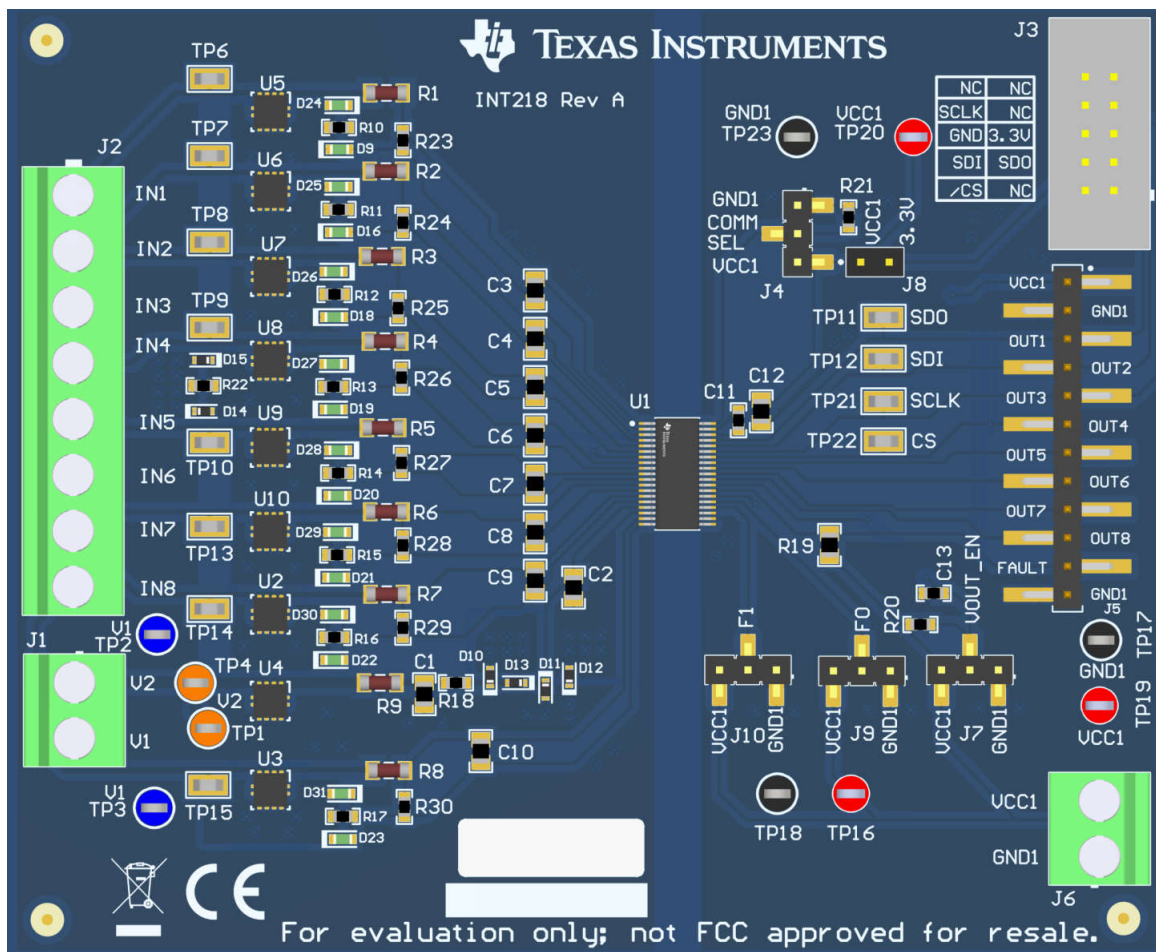 TEXAS INSTRUMENTS
INT218 Rev A
J3
NC NC
SCLK NC
GND 3.3V
SDI SDO
/CS NC
GND1
TP23
VCC1
TP20
TP6
U5
D24
R1
R10
D9
R23
TP7
U6
R2
D25
R11
D16
R24
J2
IN1
IN2
IN3
IN4
IN5
IN6
IN7
IN8
TP8
U7
R3
D26
R12
D18
R25
TP9
U8
R4
D15
R22
D14
D27
R13
D19
R26
TP10
U9
R5
D28
R14
D20
R27
TP13
U10
R6
D29
R15
D21
R28
TP14
U2
R7
D30
R16
D22
R29
C3
C4
C5
C6
C7
C8
C9
C2
U1
TEXAS INSTRUMENTS
C11
C12
GND1
COMM
SEL
VCC1
J4
R21
VCC1
3.3V
J8
TP11 SDO
TP12 SDI
TP21 SCLK
TP22 CS
VCC1
GND1
OUT1
OUT2
OUT3
OUT4
OUT5
OUT6
OUT7
OUT8
FAULT
GND1
J5
R19
C13
R20
VOUT_EN
F1
F0
VCC1
J10
GND1
VCC1
J9
GND1
VCC1
J7
GND1
TP17
GND1
TP19
VCC1
J1
V1
TP2
V2
V1
TP4
V2
TP1
U4
R9
C1
R18
D10
D13
D11
D12
V1
TP3
TP15
U3
R8
C10
D31
R17
D23
R30
TP18
TP16
VCC1
GND1
J6
CE
For evaluation only; not FCC approved for resale.